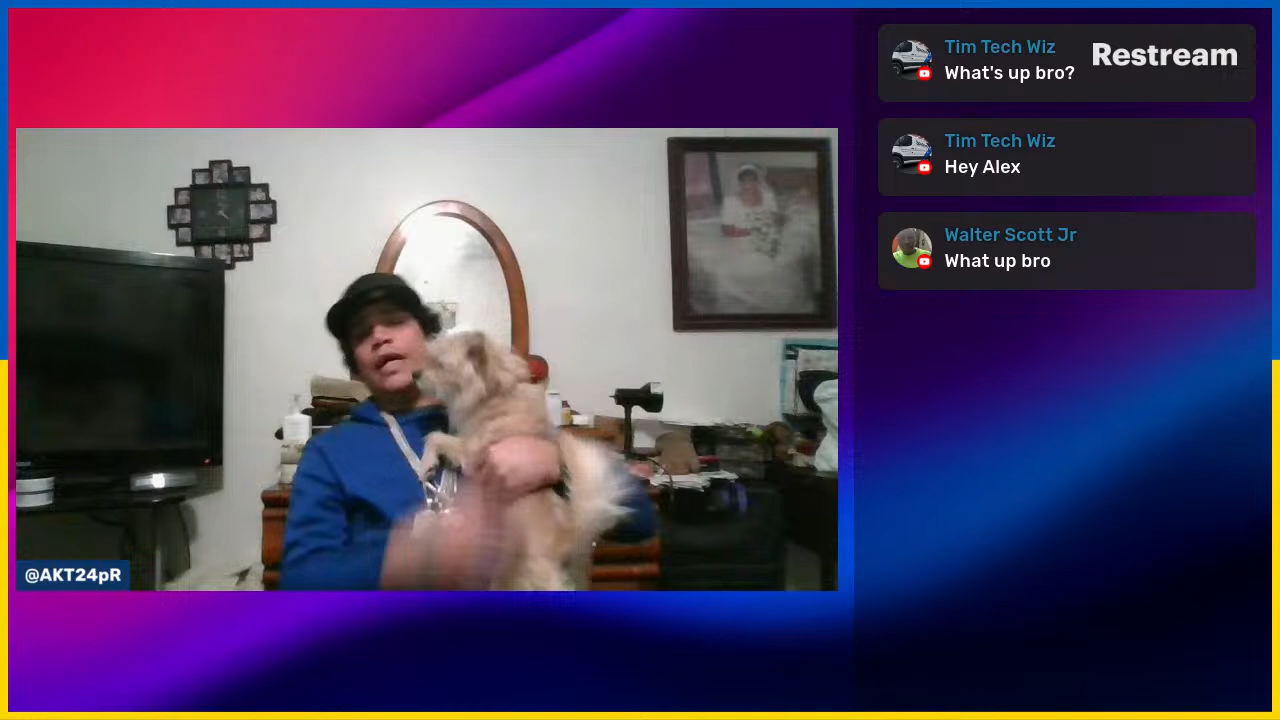 Tim Tech Wiz
What's up bro?
Restream
Tim Tech Wiz
Hey Alex
Walter Scott Jr
What up bro
@AKT24pR